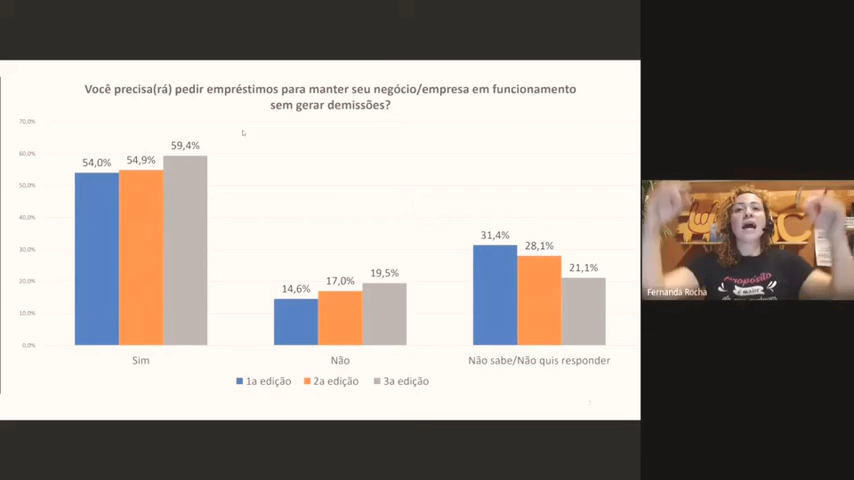 Você precisa(rá) pedir empréstimos para manter seu negócio/empresa em funcionamento
sem gerar demissões?
70,0%
60,0%
50,0%
40,0%
30,0%
20,0%
10,0%
0,0%
54,0%
54,9%
59,4%
14,6%
17,0%
19,5%
31,4%
28,1%
21,1%
Sim
Não
Não sabe/Não quis responder
1a edição
2a edição
3a edição
Fernanda Rocha